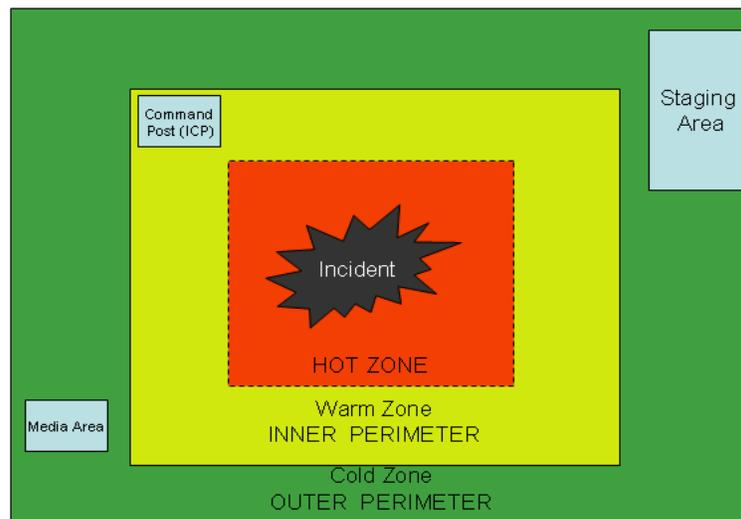 Command
Post (ICP)
Staging
Area
Incident
HOT ZONE
Warm Zone
INNER PERIMETER
Media Area
Cold Zone
OUTER PERIMETER